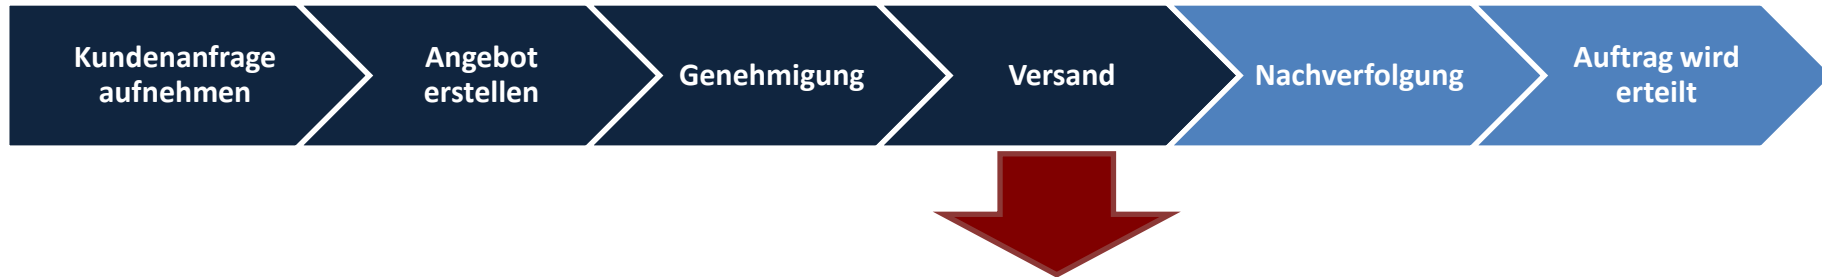 Kundenanfrage
aufnehmen
Angebot
erstellen
Genehmigung
Versand
Nachverfolgung
Auftrag wird
erteilt